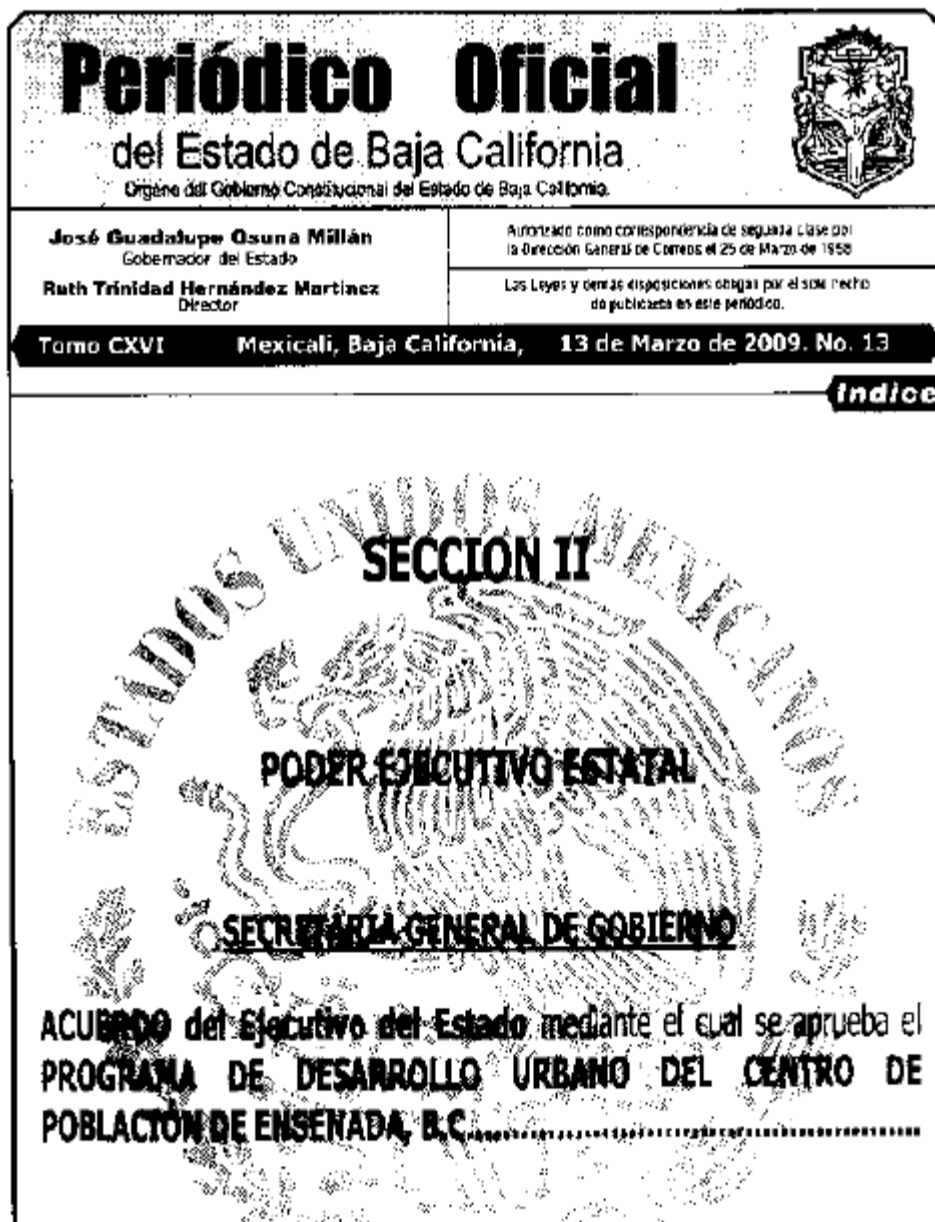 Periódico Oficial
del Estado de Baja California
Organo del Gobierno Constitucional del Estado de Baja California.
José Guadalupe Osuna Millán
Gobernador del Estado
Ruth Trinidad Hernández Martínez
Director
Autorizado como correspondencia de segunda clase por
la Dirección General de Correos el 25 de Marzo de 1958
Las Leyes y demás disposiciones obligan por el solo hecho
de publicarse en este periódico.
Tomo CXVI Mexicali, Baja California, 13 de Marzo de 2009. No. 13
Indice
ESTADOS UNIDOS MEXICANOS
SECCION II
PODER EJECUTIVO ESTATAL
SECRETARIA GENERAL DE GOBIERNO
ACUERDO del Ejecutivo del Estado mediante el cual se aprueba el
PROGRAMA DE DESARROLLO URBANO DEL CENTRO DE
POBLACIÓN DE ENSENADA, B.C.......................................................